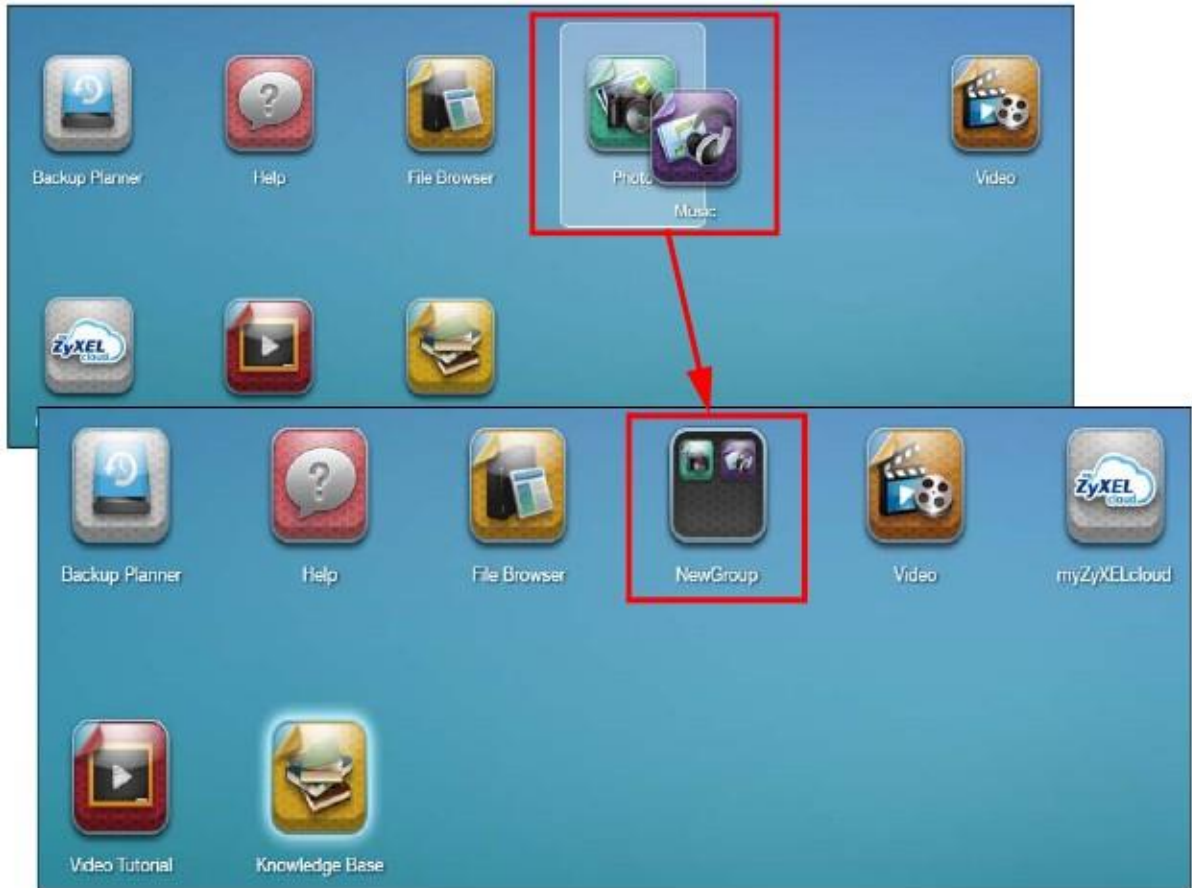 Backup Planner
Help
File Browser
Photo
Music
Video
ZyXEL
cloud
Backup Planner
Help
File Browser
NewGroup
Video
my
ZyXEL
cloud
myZyXELcloud
Video Tutorial
Knowledge Base